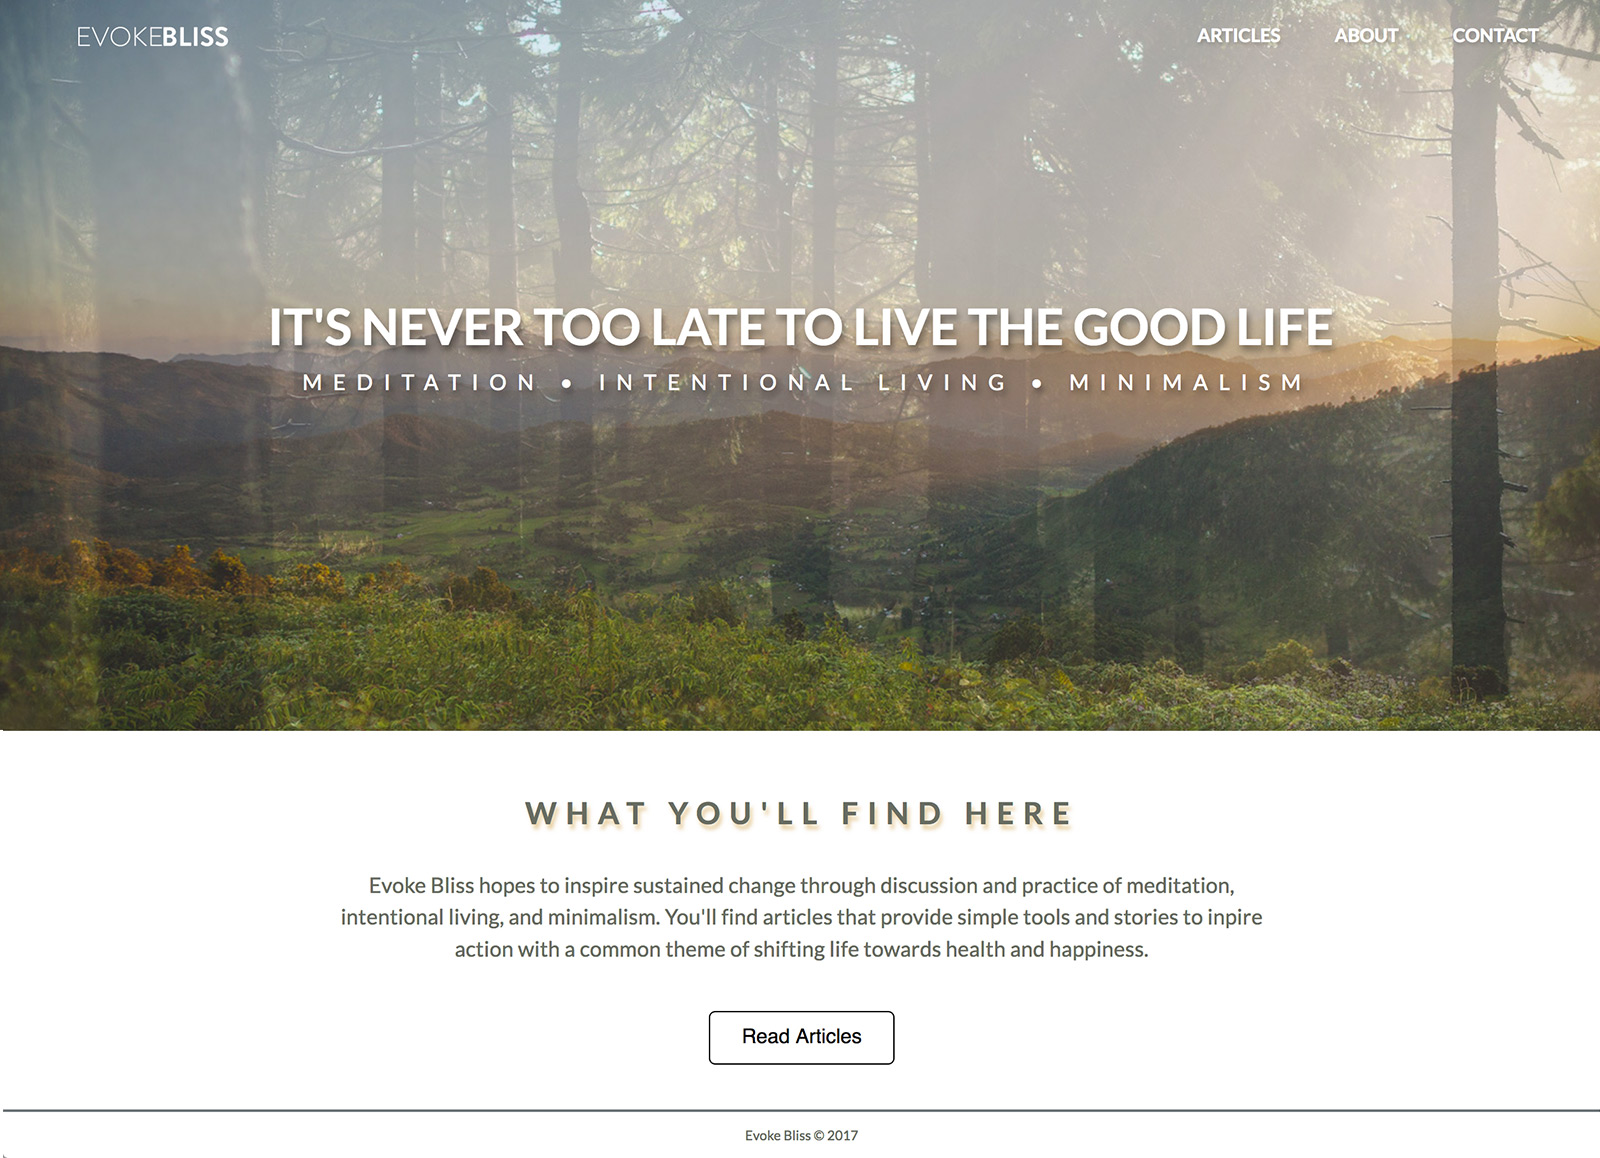 EVOKEBLISS
ARTICLES ABOUT CONTACT
IT'S NEVER TOO LATE TO LIVE THE GOOD LIFE
MEDITATION • INTENTIONAL LIVING • MINIMALISM
WHAT YOU'LL FIND HERE
Evoke Bliss hopes to inspire sustained change through discussion and practice of meditation,
intentional living, and minimalism. You'll find articles that provide simple tools and stories to inpire
action with a common theme of shifting life towards health and happiness.
Read Articles
Evoke Bliss © 2017